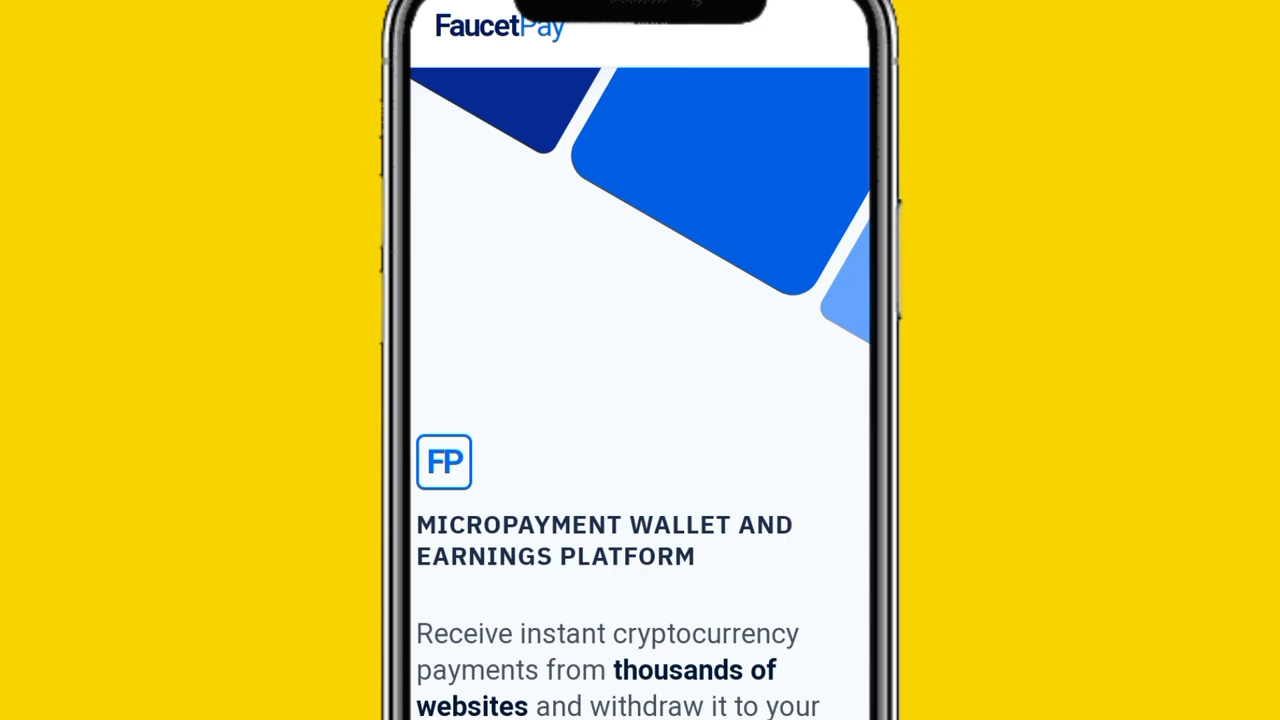 FaucetPay
FP
MICROPAYMENT WALLET AND
EARNINGS PLATFORM
Receive instant cryptocurrency
payments from thousands of
websites and withdraw it to your